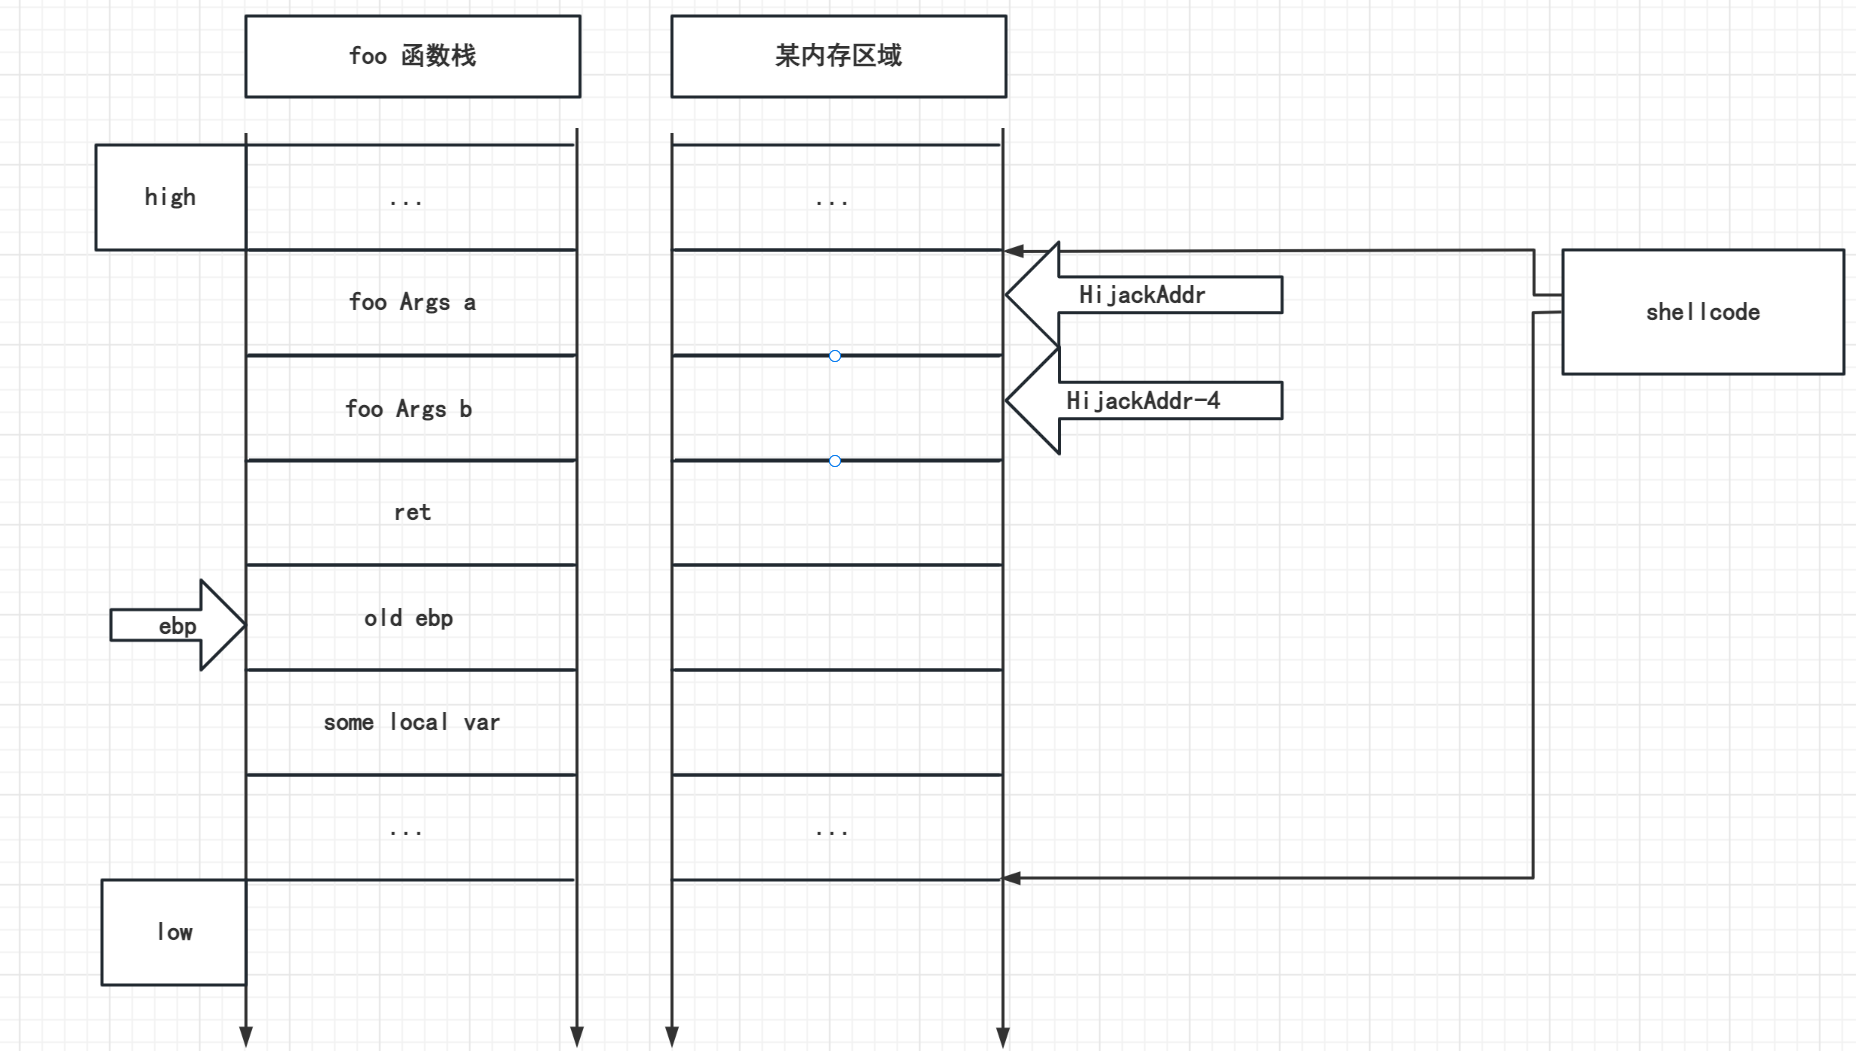 foo 函数栈
某内存区域
high
...
...
foo Args a
HijackAddr
shellcode
foo Args b
HijackAddr-4
ret
ebp
old ebp
some local var
...
...
low